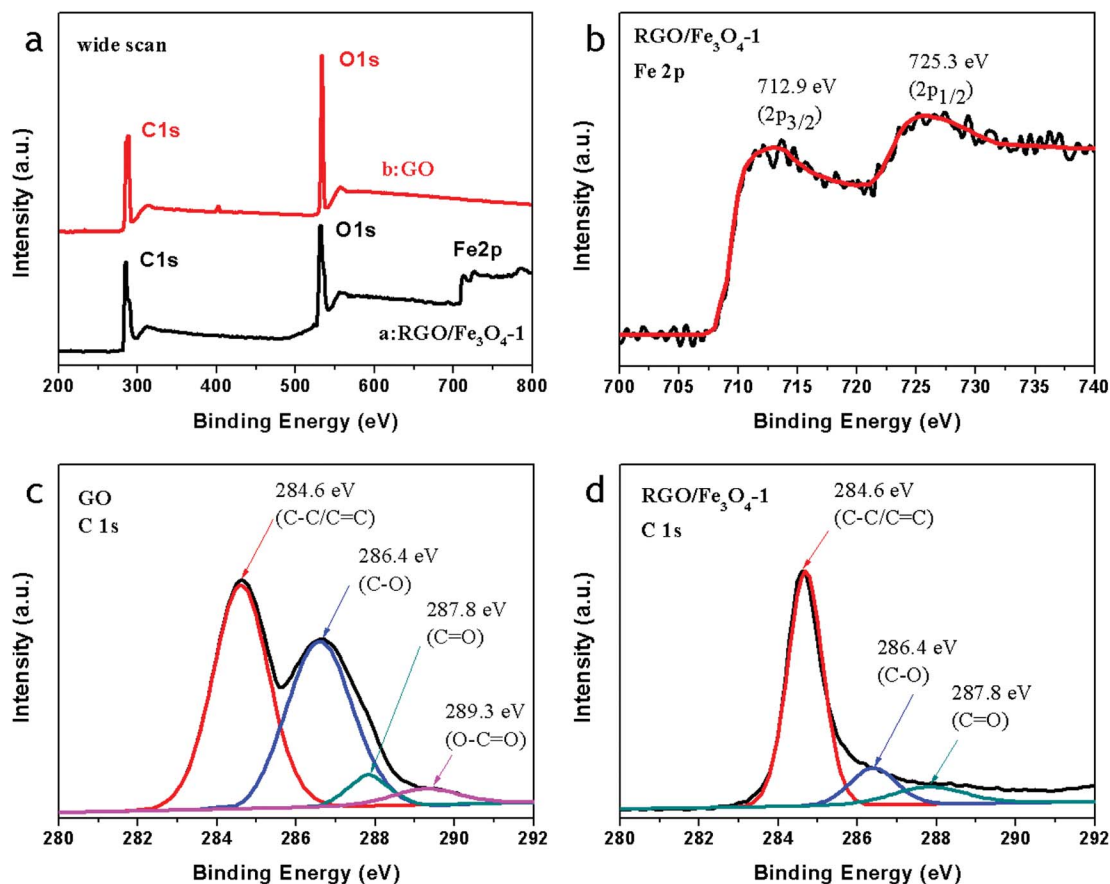 a
wide scan
O1s
C1s
b:GO
O1s
C1s
Fe2p
a:RGO/Fe₃O₄-1
Intensity (a.u.)
200 300 400 500 600 700 800
Binding Energy (eV)
b
RGO/Fe₃O₄-1
Fe 2p
712.9 eV
(2p₃/₂)
725.3 eV
(2p₁/₂)
Intensity (a.u.)
700 705 710 715 720 725 730 735 740
Binding Energy (eV)
c
GO
C 1s
284.6 eV
(C-C/C=C)
286.4 eV
(C-O)
287.8 eV
(C=O)
289.3 eV
(O-C=O)
Intensity (a.u.)
280 282 284 286 288 290 292
Binding Energy (eV)
d
RGO/Fe₃O₄-1
C 1s
284.6 eV
(C-C/C=C)
286.4 eV
(C-O)
287.8 eV
(C=O)
Intensity (a.u.)
280 282 284 286 288 290 292
Binding Energy (eV)